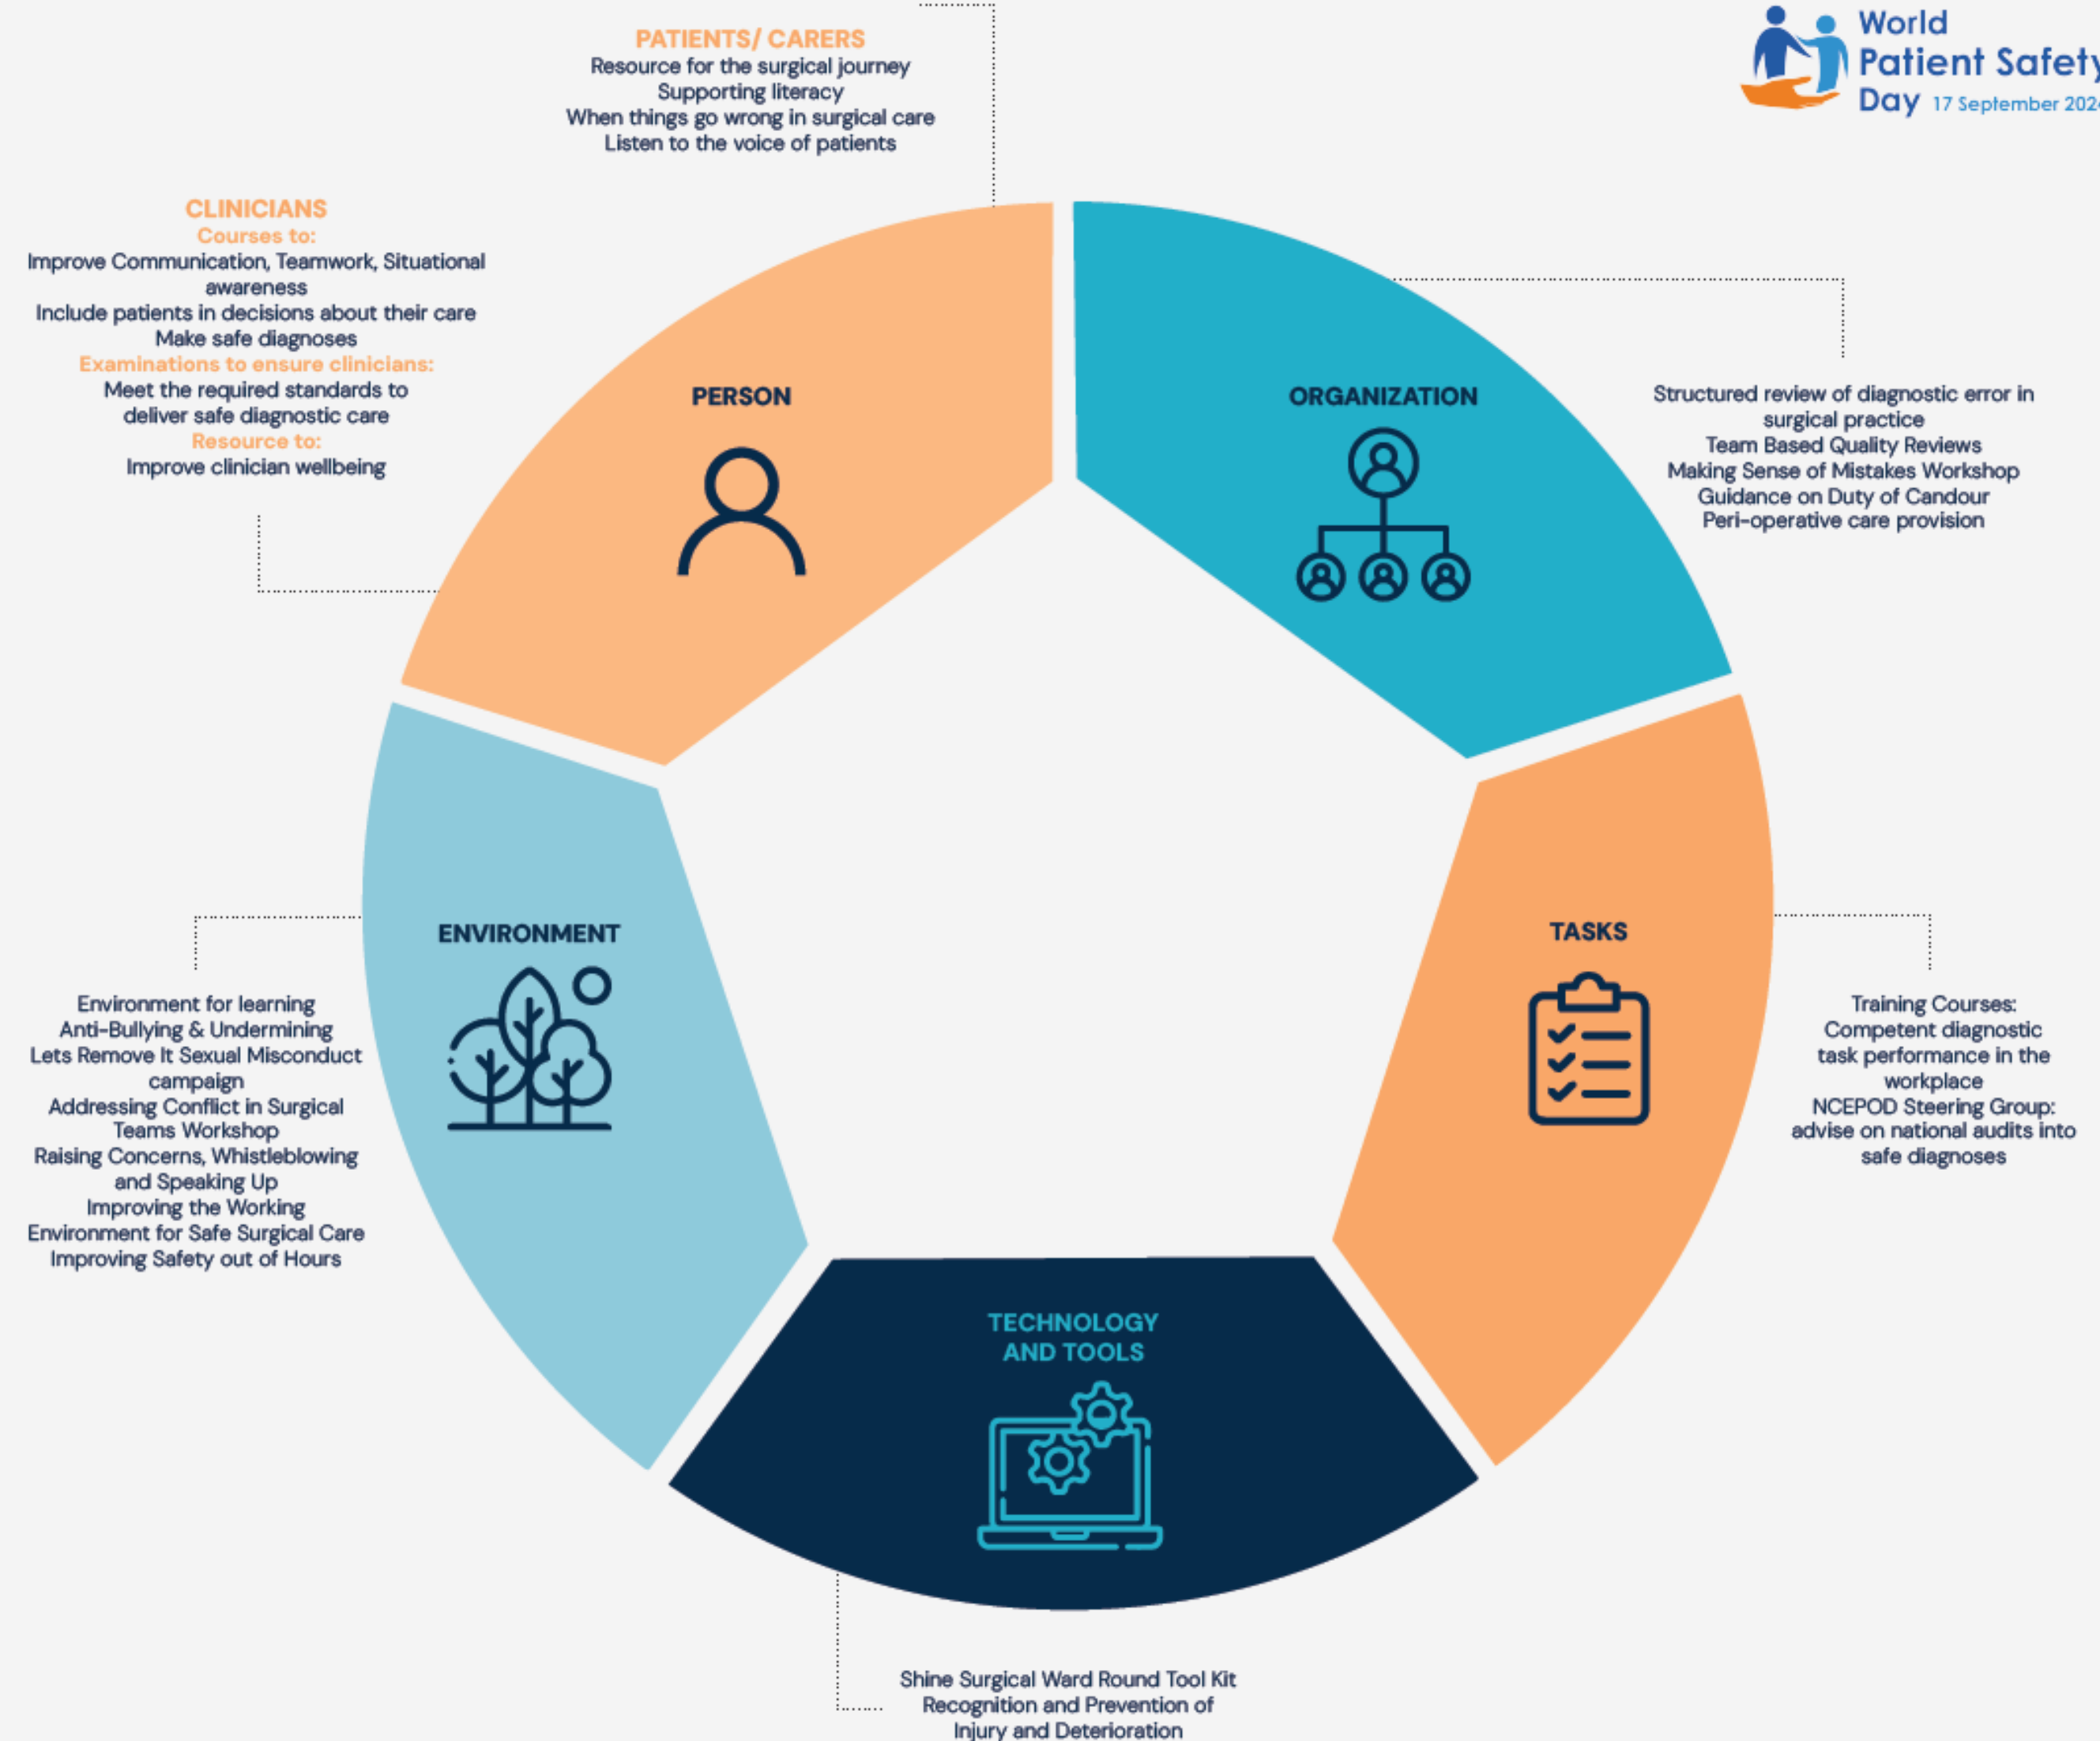 PATIENTS/ CARERS
Resource for the surgical journey
Supporting literacy
When things go wrong in surgical care
Listen to the voice of patients
World
Patient Safety
Day 17 September 202
CLINICIANS
Courses to:
Improve Communication, Teamwork, Situational
awareness
Include patients in decisions about their care
Make safe diagnoses
Examinations to ensure clinicians:
Meet the required standards to
deliver safe diagnostic care
Resource to:
Improve clinician wellbeing
PERSON
ORGANIZATION
Structured review of diagnostic error in
surgical practice
Team Based Quality Reviews
Making Sense of Mistakes Workshop
Guidance on Duty of Candour
Peri-operative care provision
ENVIRONMENT
Environment for learning
Anti-Bullying & Undermining
Lets Remove It Sexual Misconduct
campaign
Addressing Conflict in Surgical
Teams Workshop
Raising Concerns, Whistleblowing
and Speaking Up
Improving the Working
Environment for Safe Surgical Care
Improving Safety out of Hours
TASKS
Training Courses:
Competent diagnostic
task performance in the
workplace
NCEPOD Steering Group:
advise on national audits into
safe diagnoses
TECHNOLOGY
AND TOOLS
Shine Surgical Ward Round Tool Kit
Recognition and Prevention of
Injury and Deterioration